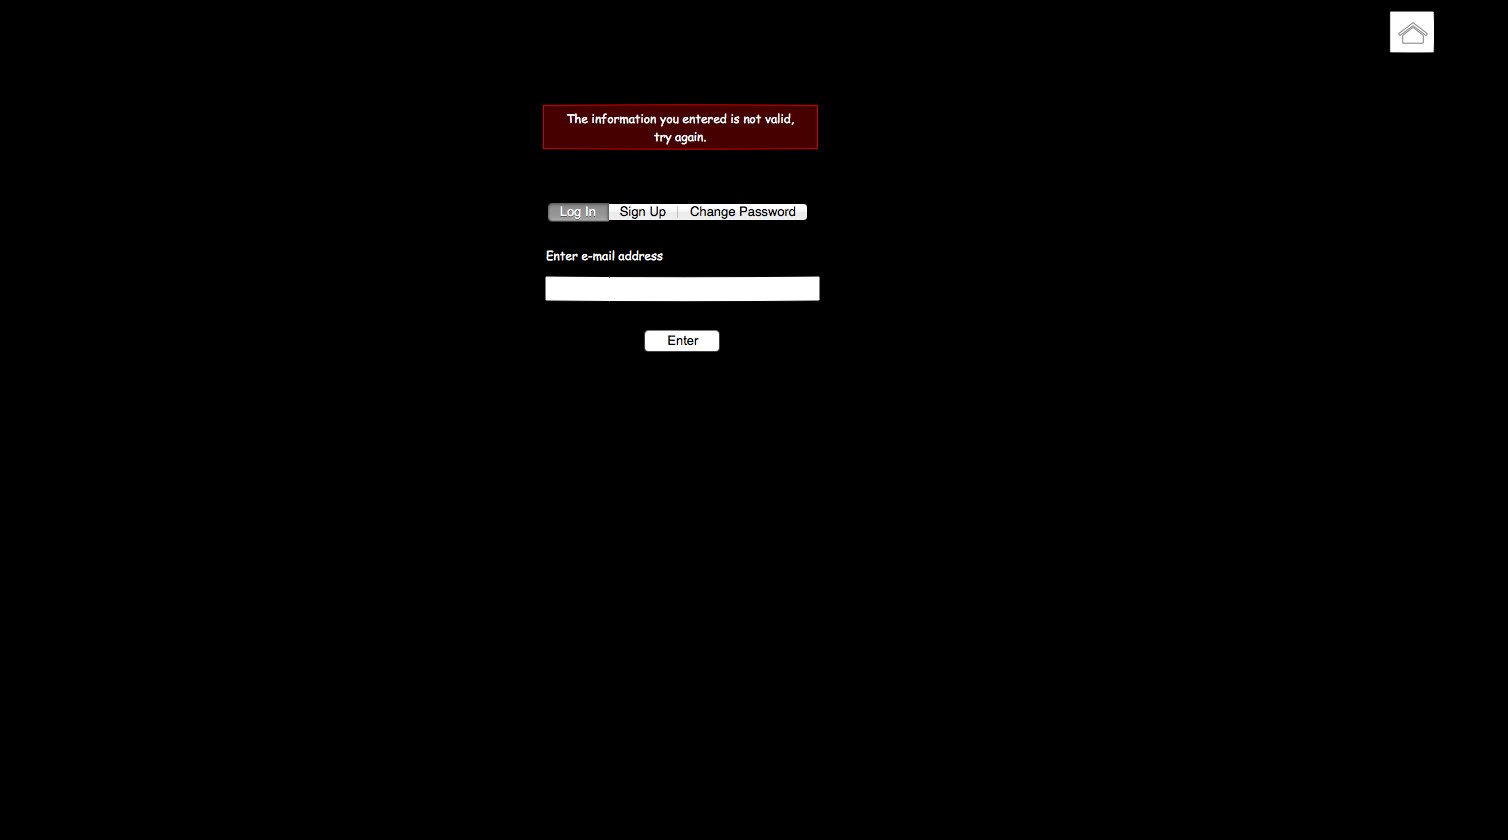 The information you entered is not valid,
try again.
Log In Sign Up Change Password
Enter e-mail address
Enter